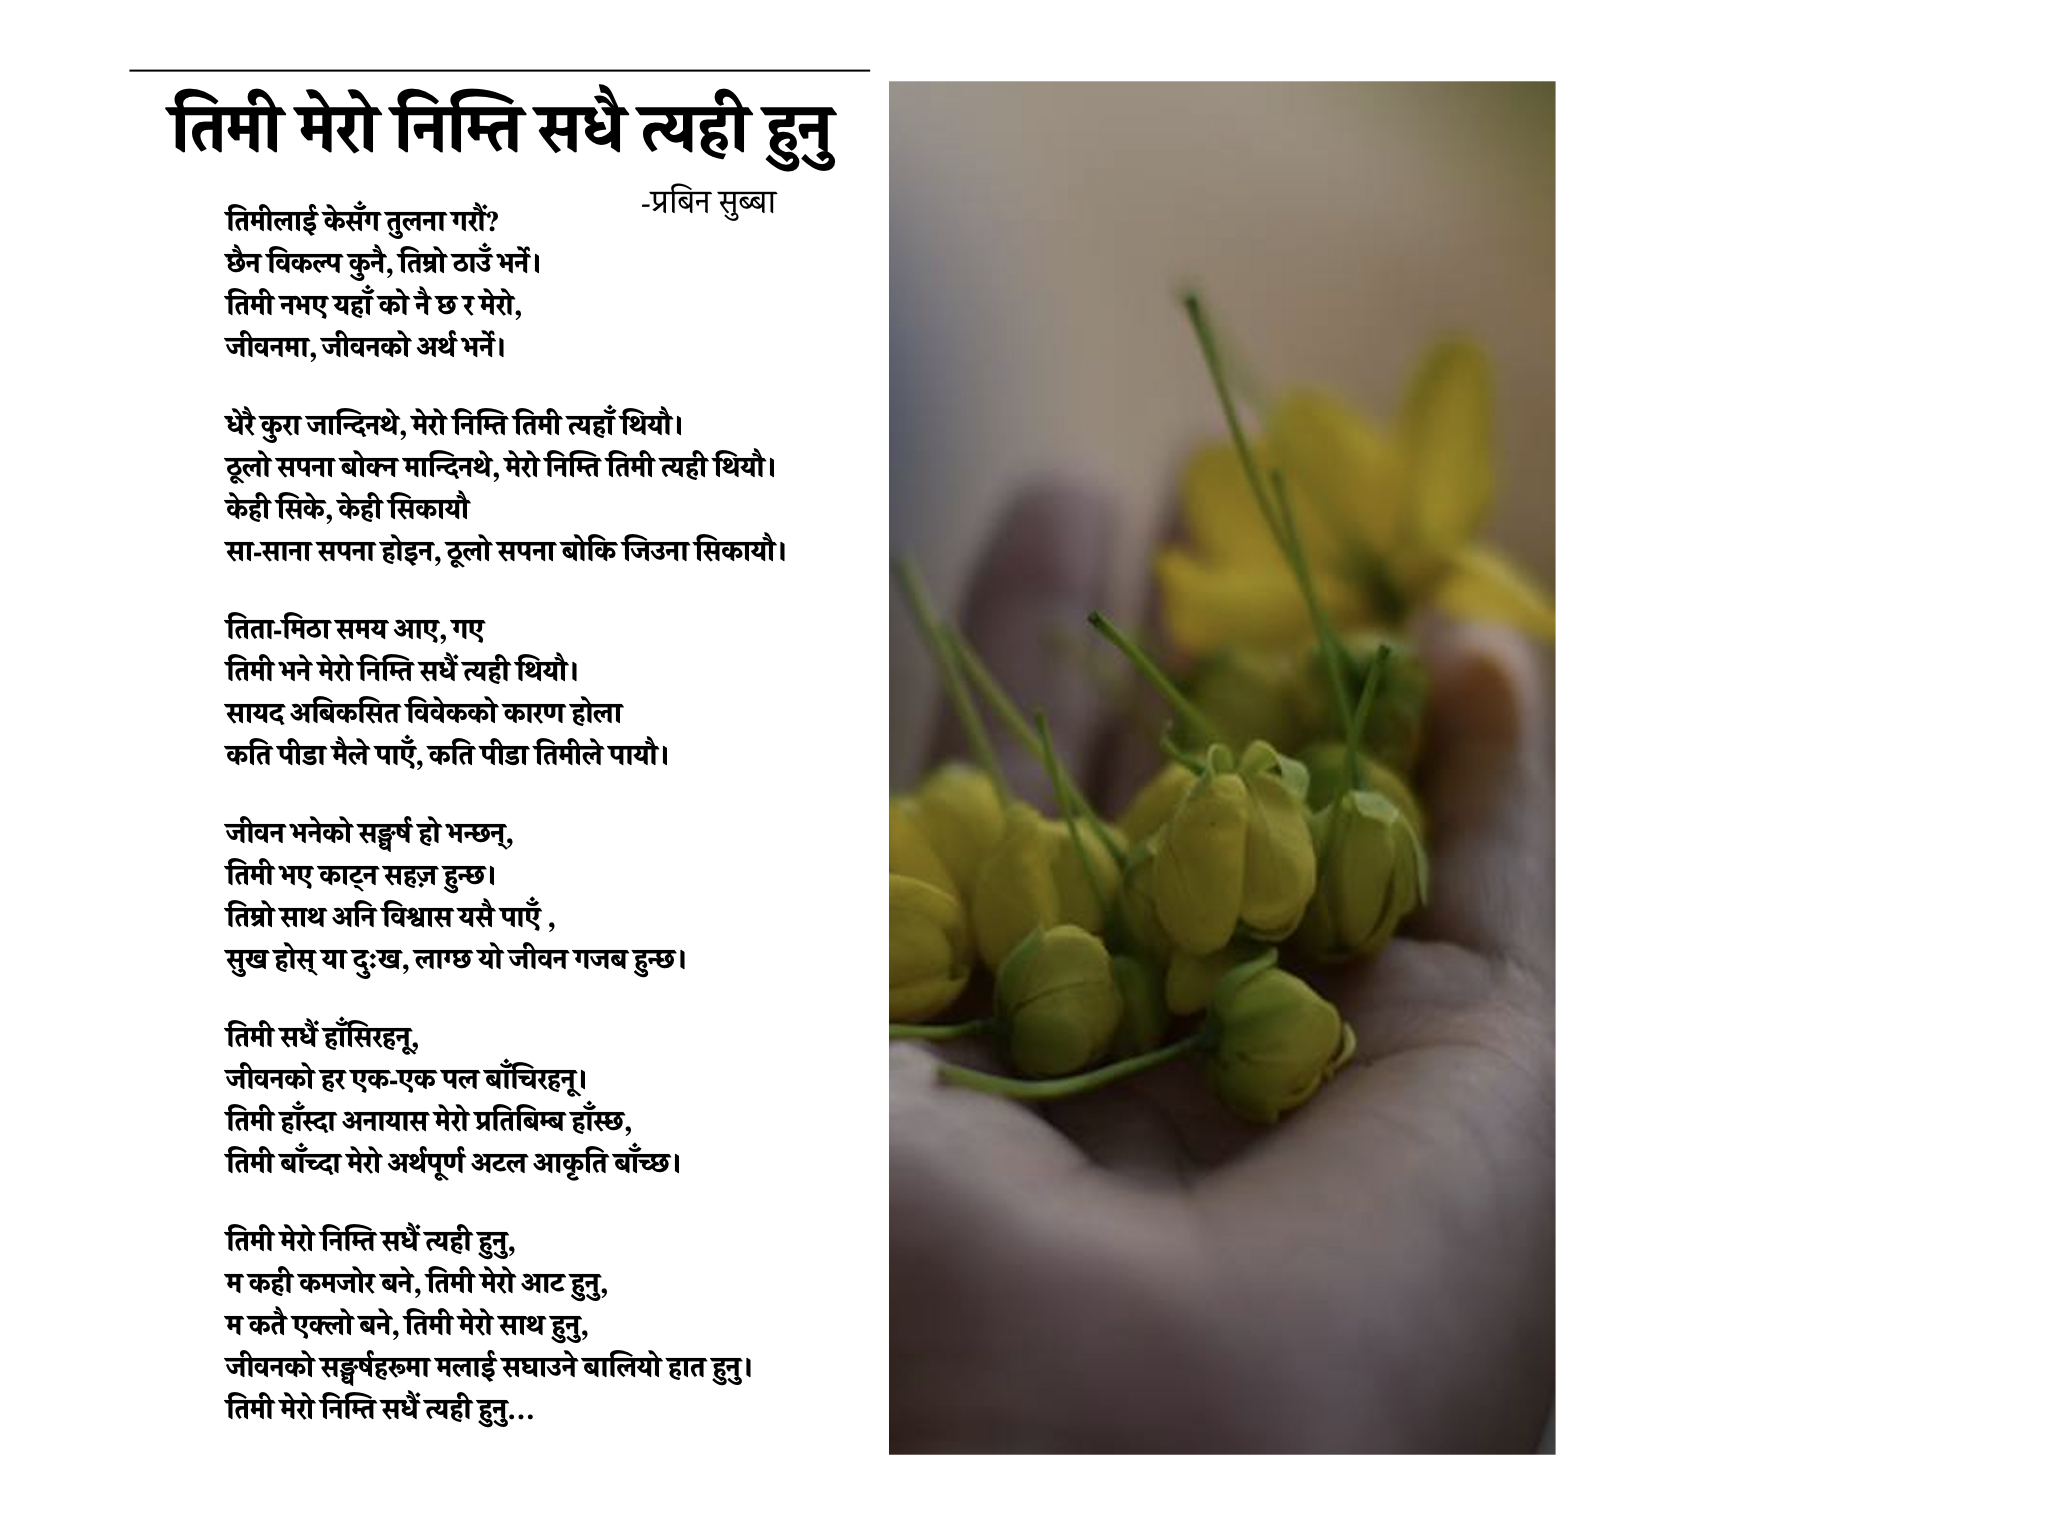 तिमी मेरो निम्ति सधै त्यही हुनु
-प्रबिन सुब्बा
तिमीलाई केसँग तुलना गरौं?
छैन विकल्प कुनै, तिम्रो ठाउँ भर्ने।
तिमी नभए यहाँ को नै छ र मेरो,
जीवनमा, जीवनको अर्थ भर्ने।
धेरै कुरा जान्दिनथे, मेरो निम्ति तिमी त्यहाँ थियौ।
ठूलो सपना बोक्न मान्दिनथे, मेरो निम्ति तिमी त्यही थियौ।
केही सिके, केही सिकायौ
सा-साना सपना होइन, ठूलो सपना बोकि जिउना सिकायौ।
तिता-मिठा समय आए, गए
तिमी भने मेरो निम्ति सधैं त्यही थियौ।
सायद अबिकसित विवेकको कारण होला
कति पीडा मैले पाएँ, कति पीडा तिमीले पायौ।
जीवन भनेको सङ्घर्ष हो भन्छन्,
तिमी भए काट्न सहज़ हुन्छ।
तिम्रो साथ अनि विश्वास यसै पाएँ ,
सुख होस् या दुःख, लाग्छ यो जीवन गजब हुन्छ।
तिमी सधैं हाँसिरहनू,
जीवनको हर एक-एक पल बाँचिरहनू।
तिमी हाँस्दा अनायास मेरो प्रतिबिम्ब हाँस्छ,
तिमी बाँच्दा मेरो अर्थपूर्ण अटल आकृति बाँच्छ।
तिमी मेरो निम्ति सधैं त्यही हुनु,
म कही कमजोर बने, तिमी मेरो आट हुनु,
म कतै एक्लो बने, तिमी मेरो साथ हुनु,
जीवनको सङ्घर्षहरूमा मलाई सघाउने बालियो हात हुनु।
तिमी मेरो निम्ति सधैं त्यही हुनु...